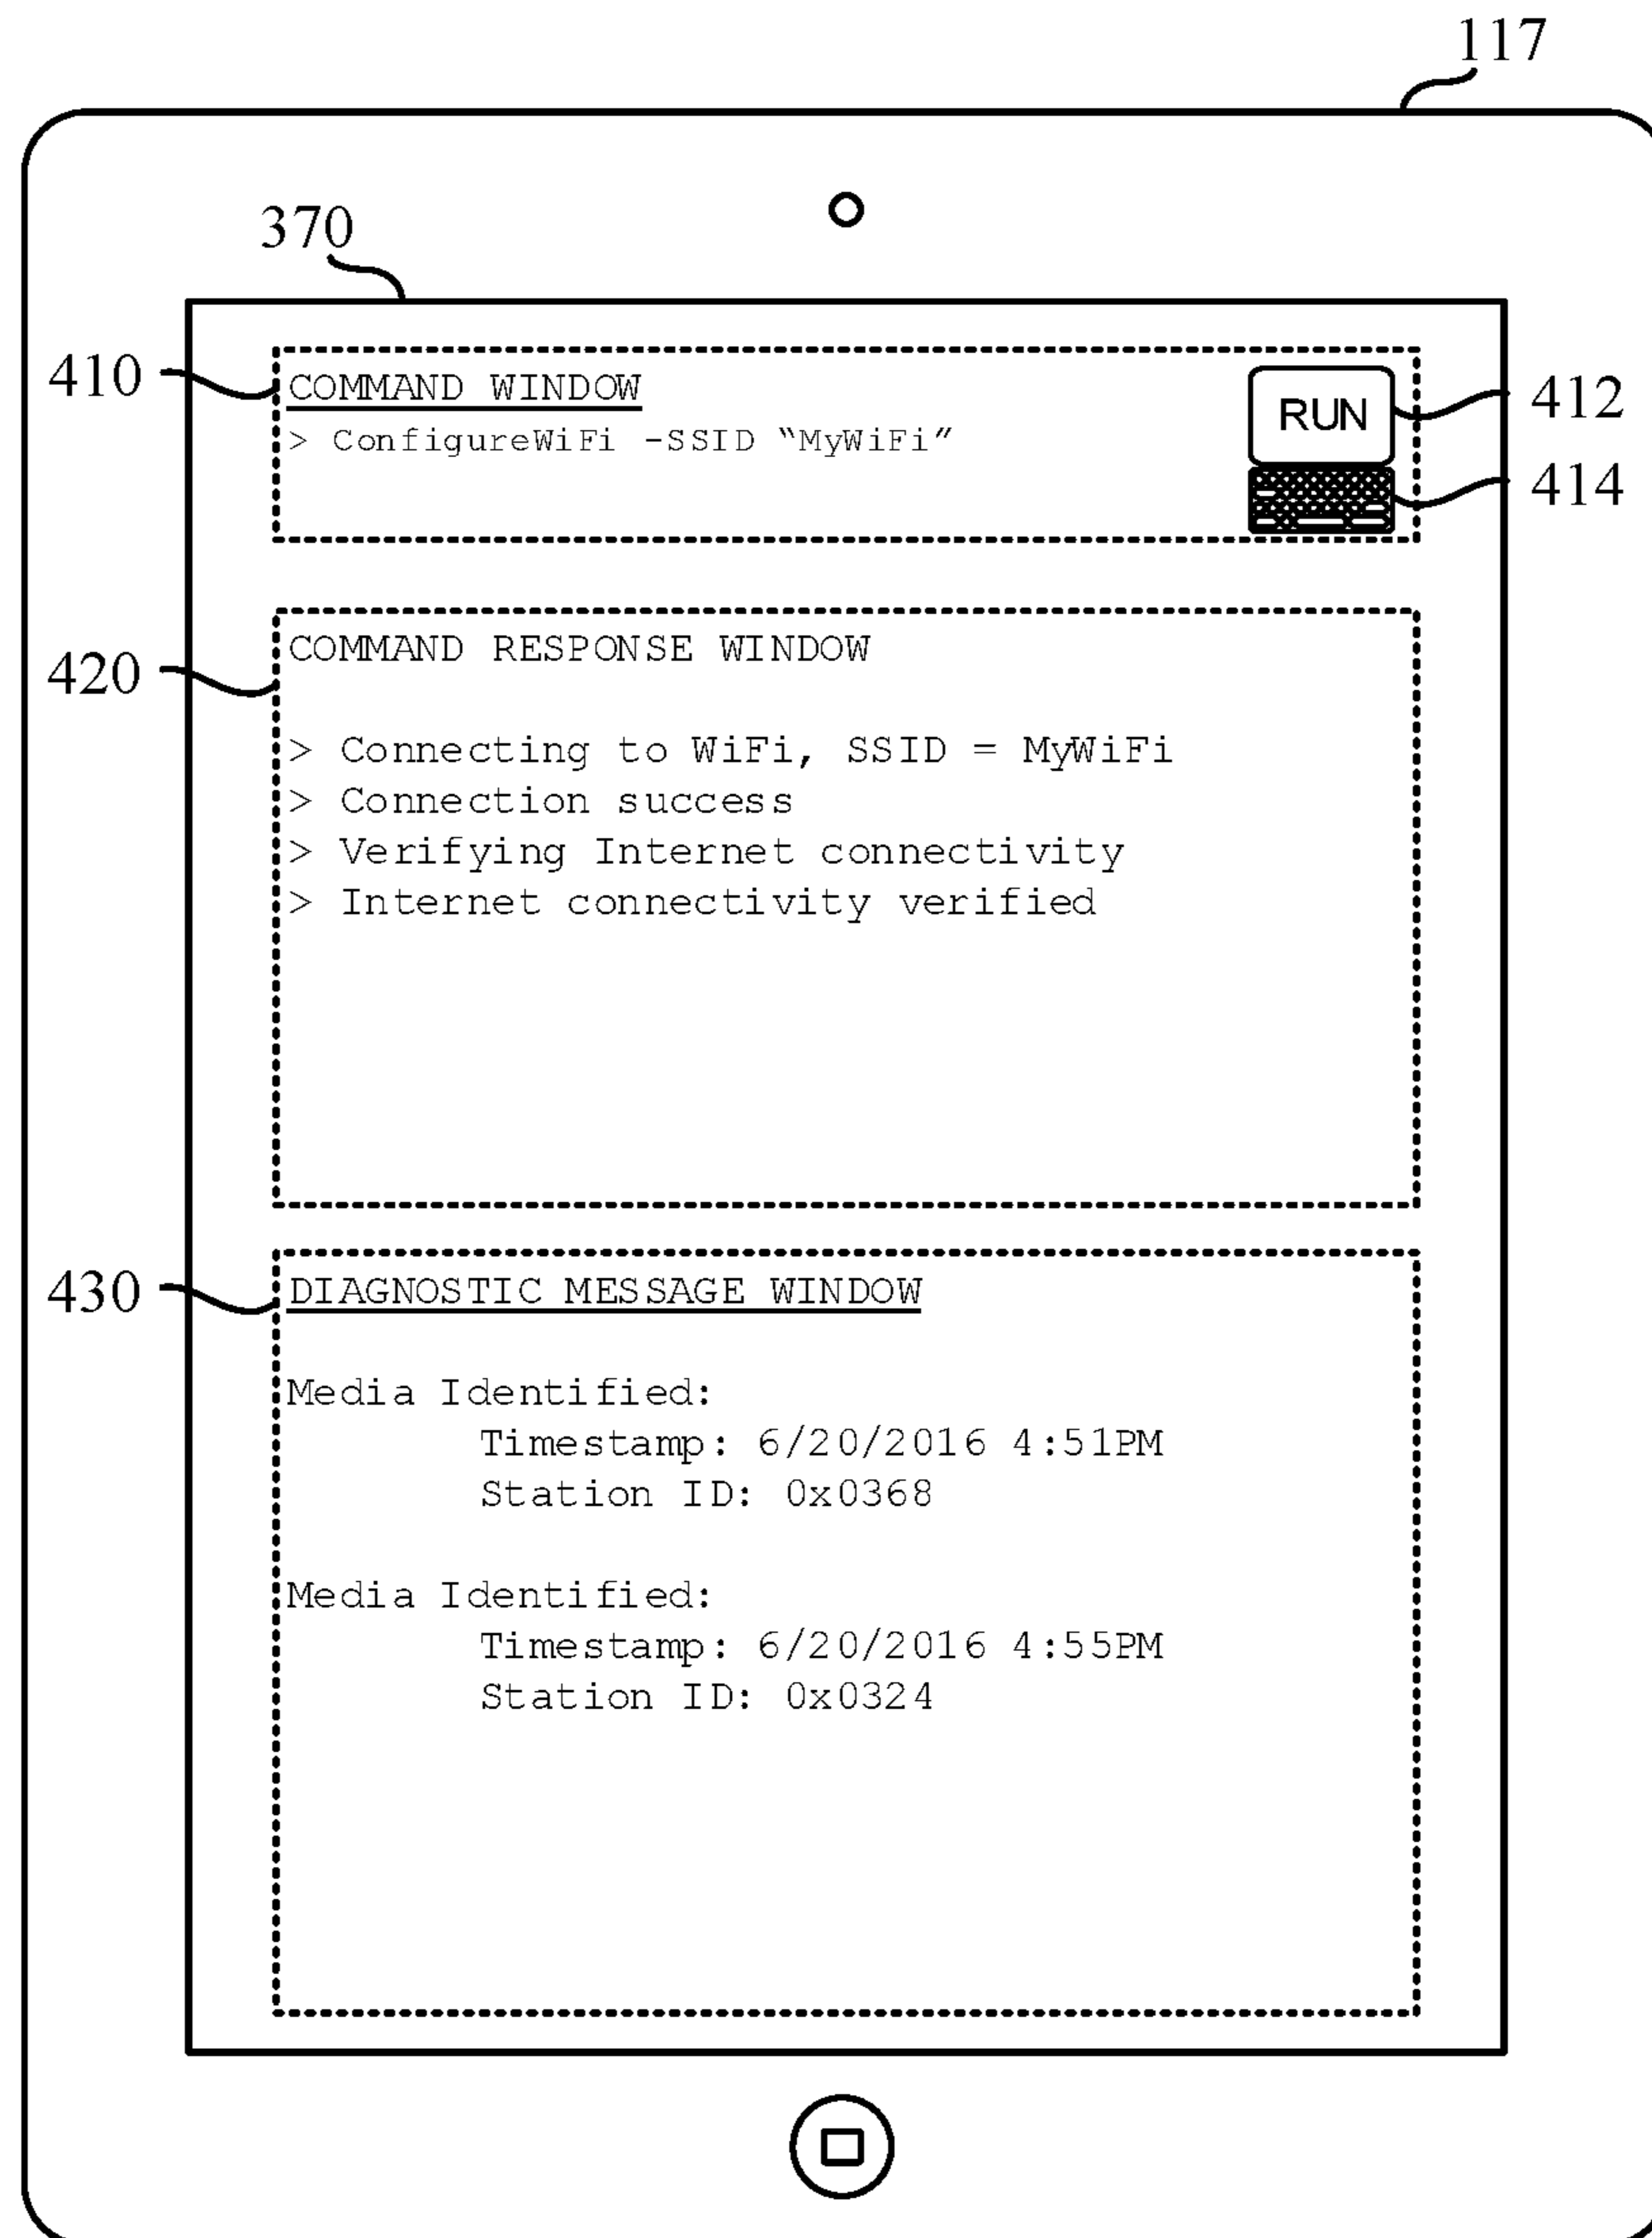 117
370
410
COMMAND WINDOW
> ConfigureWiFi -SSID “MyWiFi”
RUN
412
414
420
COMMAND RESPONSE WINDOW
> Connecting to WiFi, SSID = MyWiFi
> Connection success
> Verifying Internet connectivity
> Internet connectivity verified
430
DIAGNOSTIC MESSAGE WINDOW
Media Identified:
Timestamp: 6/20/2016 4:51PM
Station ID: 0x0368
Media Identified:
Timestamp: 6/20/2016 4:55PM
Station ID: 0x0324